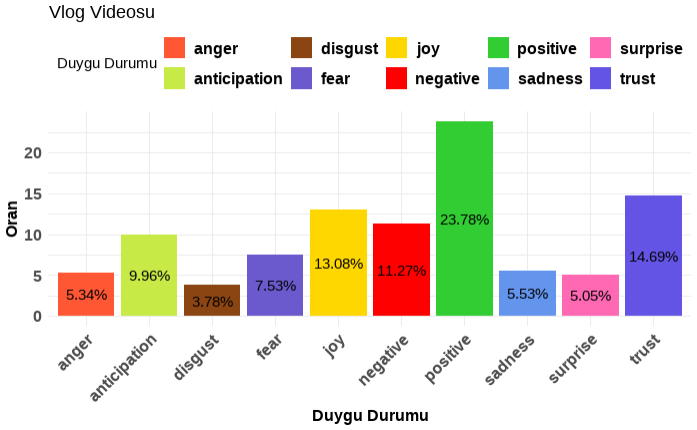 Vlog Videosu
Duygu Durumu
anger
disgust
joy
positive
surprise
anticipation
fear
negative
sadness
trust
Oran
20
15
10
5
0
5.34%
9.96%
3.78%
7.53%
13.08%
11.27%
23.78%
5.53%
5.05%
14.69%
anger
anticipation
disgust
fear
joy
negative
positive
sadness
surprise
trust
Duygu Durumu